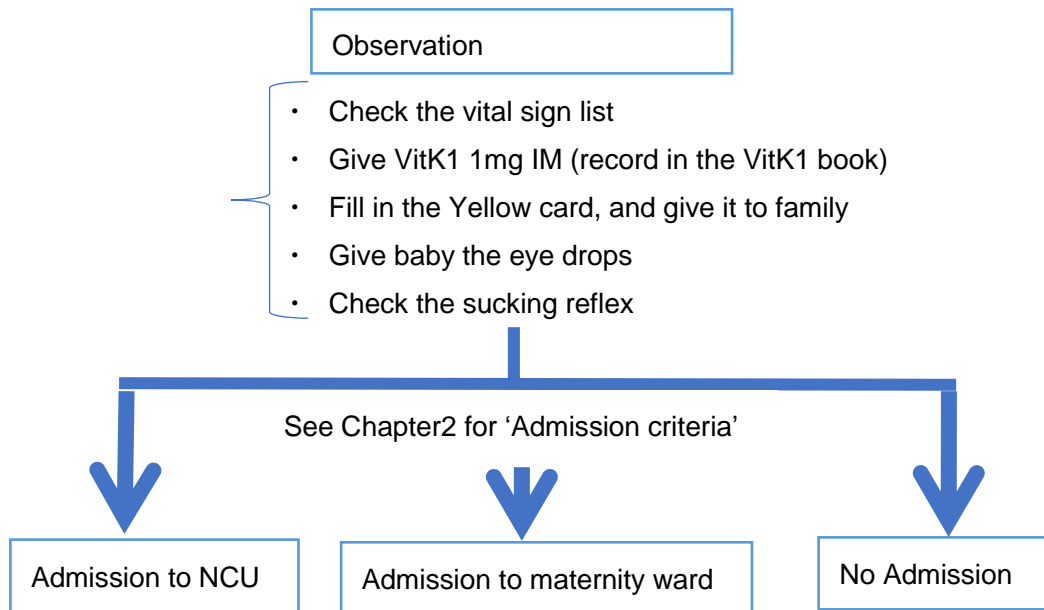 Observation
・ Check the vital sign list
・ Give VitK1 1mg IM (record in the VitK1 book)
・ Fill in the Yellow card, and give it to family
・ Give baby the eye drops
・ Check the sucking reflex
See Chapter2 for ‘Admission criteria’
Admission to NCU
Admission to maternity ward
No Admission